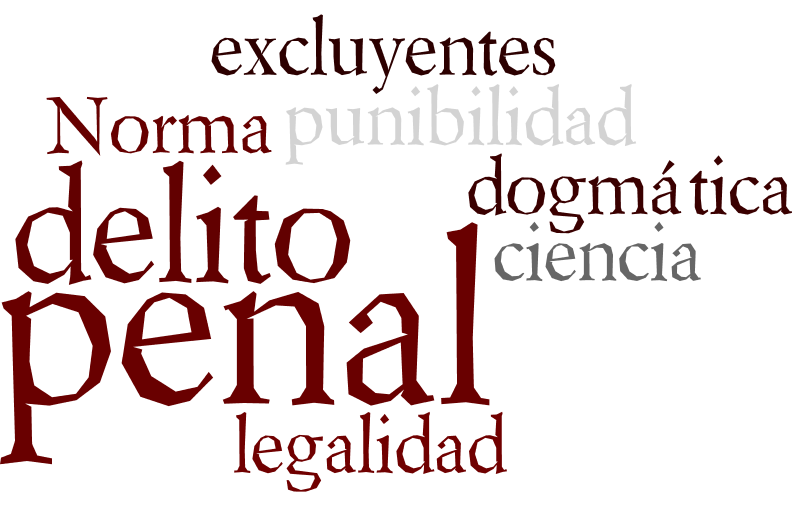 excluyentes
Norma punibilidad
delito dogmática
ciencia
penal
legalidad